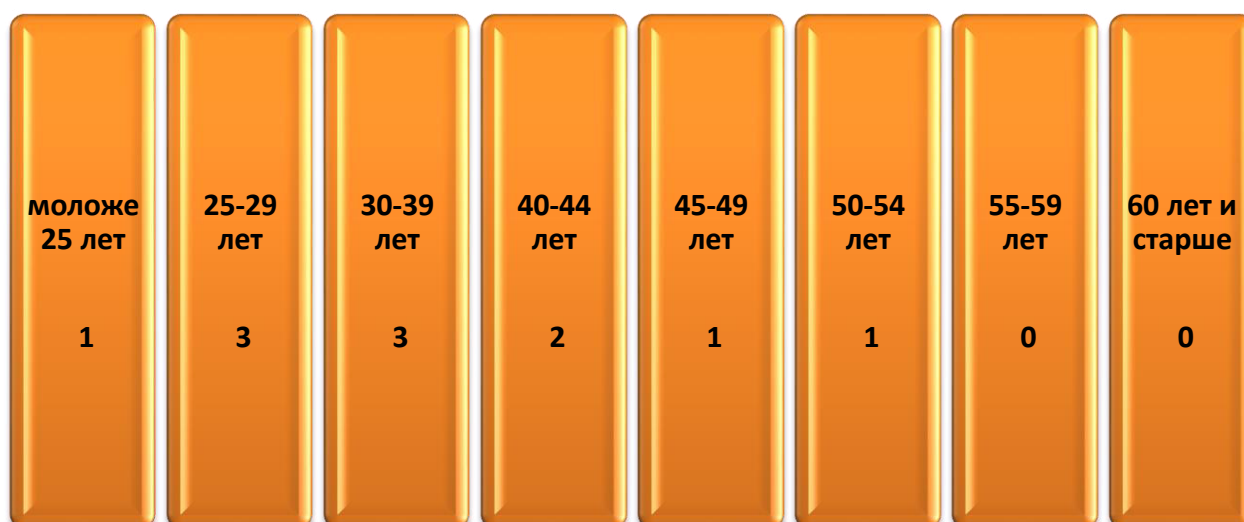 моложе
25 лет
1
25-29
лет
3
30-39
лет
3
40-44
лет
2
45-49
лет
1
50-54
лет
1
55-59
лет
0
60 лет и
старше
0